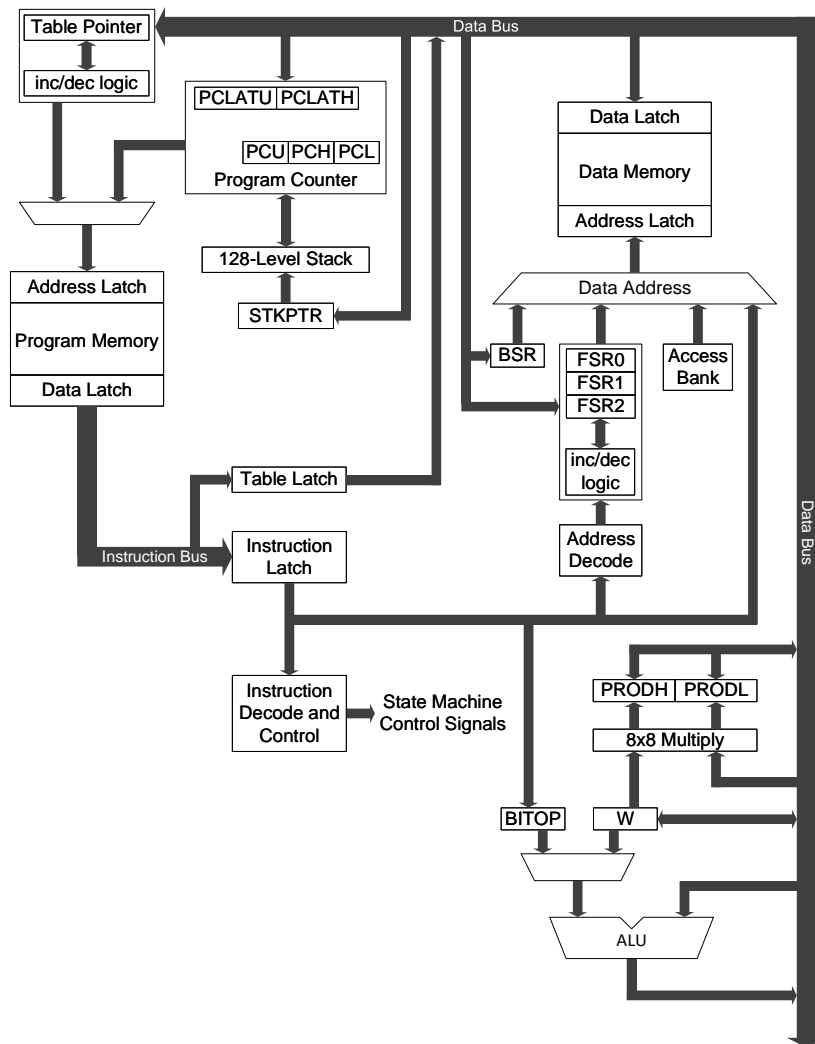 Table Pointer
inc/dec logic
Data Bus
PCLATU PCLATH
PCU PCH PCL
Program Counter
Data Latch
Data Memory
Address Latch
128-Level Stack
STKPTR
Address Latch
Program Memory
Data Latch
Data Address
BSR
FSR0
FSR1
FSR2
inc/dec
logic
Access
Bank
Table Latch
Instruction Bus
Instruction
Latch
Address
Decode
Data Bus
Instruction
Decode and
Control
State Machine
Control Signals
PRODH PRODL
8x8 Multiply
BITOP
W
ALU